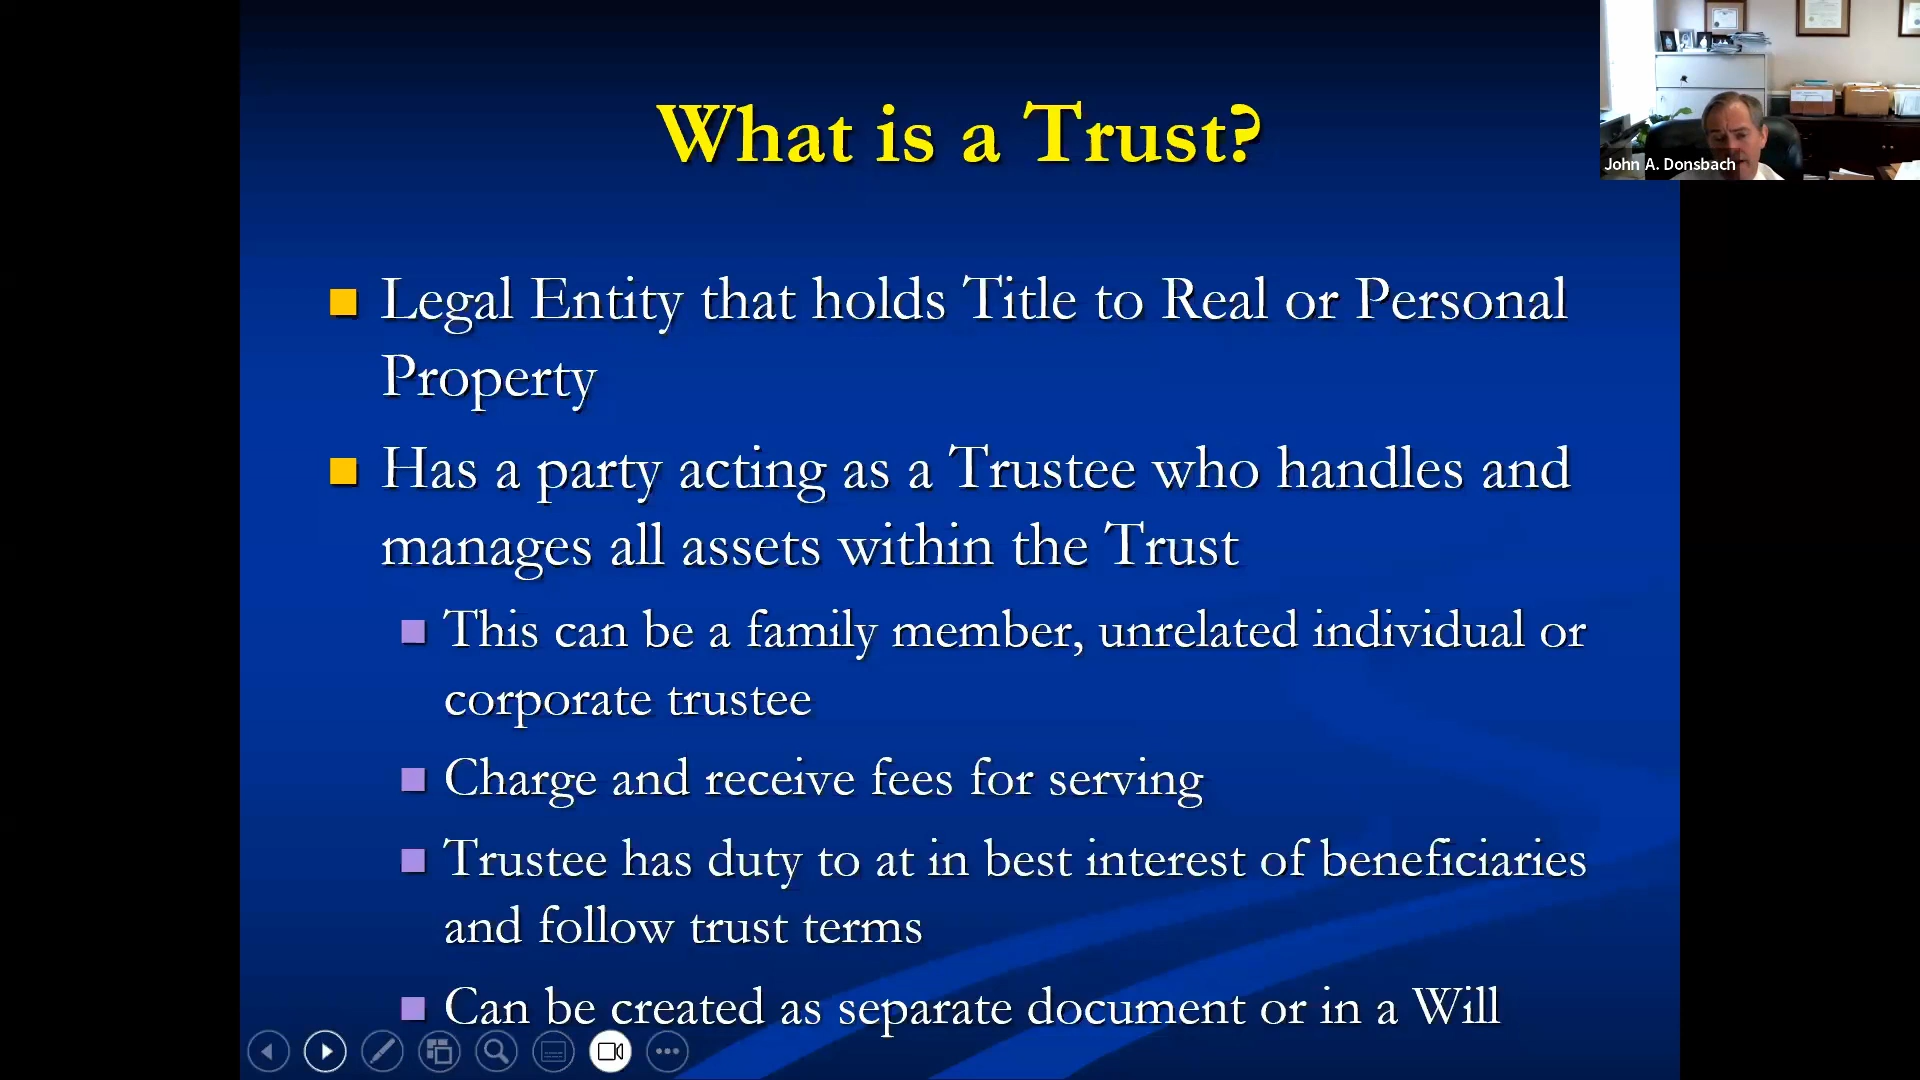 What is a Trust?
John A. Donsbach
Legal Entity that holds Title to Real or Personal
Property
Has a party acting as a Trustee who handles and
manages all assets within the Trust
This can be a family member, unrelated individual or
corporate trustee
Charge and receive fees for serving
Trustee has duty to at in best interest of beneficiaries
and follow trust terms
Can be created as separate document or in a Will